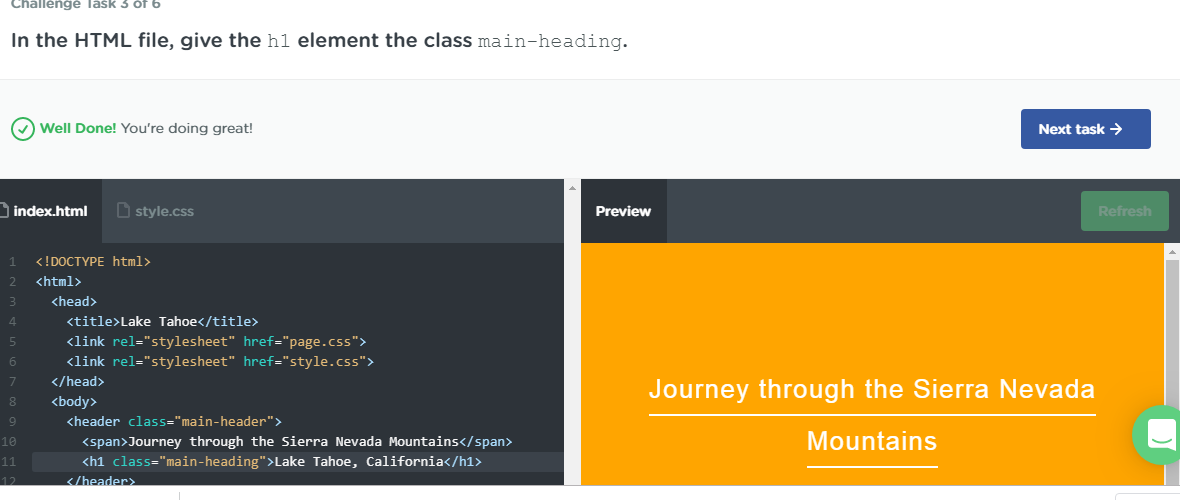 Challenge Task 3 of 6
In the HTML file, give the h1 element the class main-heading.
Well Done! You're doing great!
Next task →
index.html
style.css
Preview
Refresh
1 <!DOCTYPE html>
2 <html>
3 <head>
4 <title>Lake Tahoe</title>
5 <link rel="stylesheet" href="page.css">
6 <link rel="stylesheet" href="style.css">
7 </head>
8 <body>
9 <header class="main-header">
10 <span>Journey through the Sierra Nevada Mountains</span>
11 <h1 class="main-heading">Lake Tahoe, California</h1>
12 </header>
Journey through the Sierra Nevada
Mountains